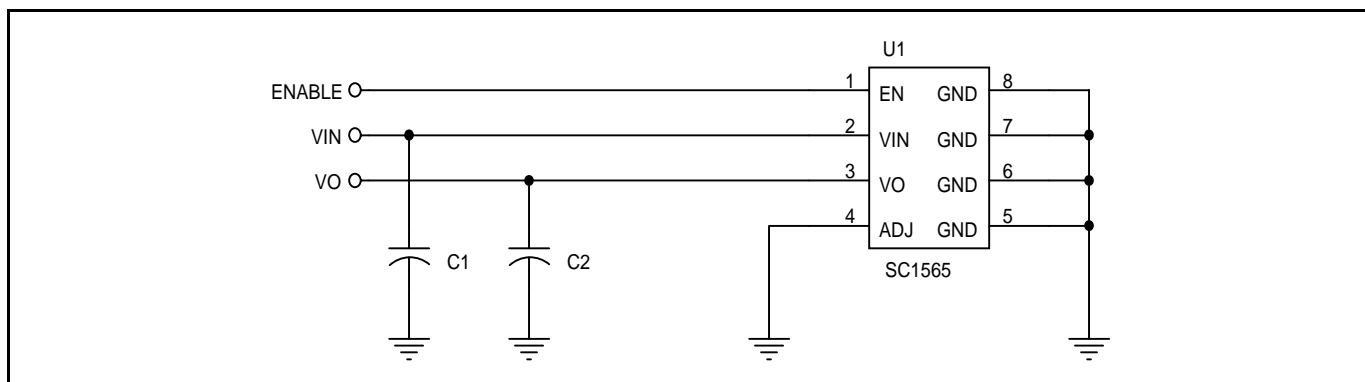 U1
ENABLE 1 EN GND 8
VIN 2 VIN GND 7
VO 3 VO GND 6
4 ADJ GND 5
C1 C2 SC1565